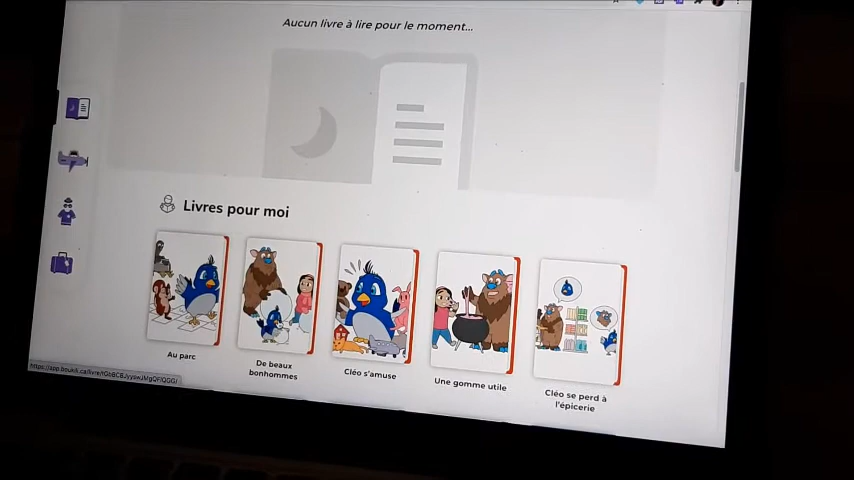 Aucun livre à lire pour le moment...
Livres pour moi
Au parc
De beaux
bonhommes
Cléo s'amuse
Une gomme utile
Cléo se perd à
l'épicerie